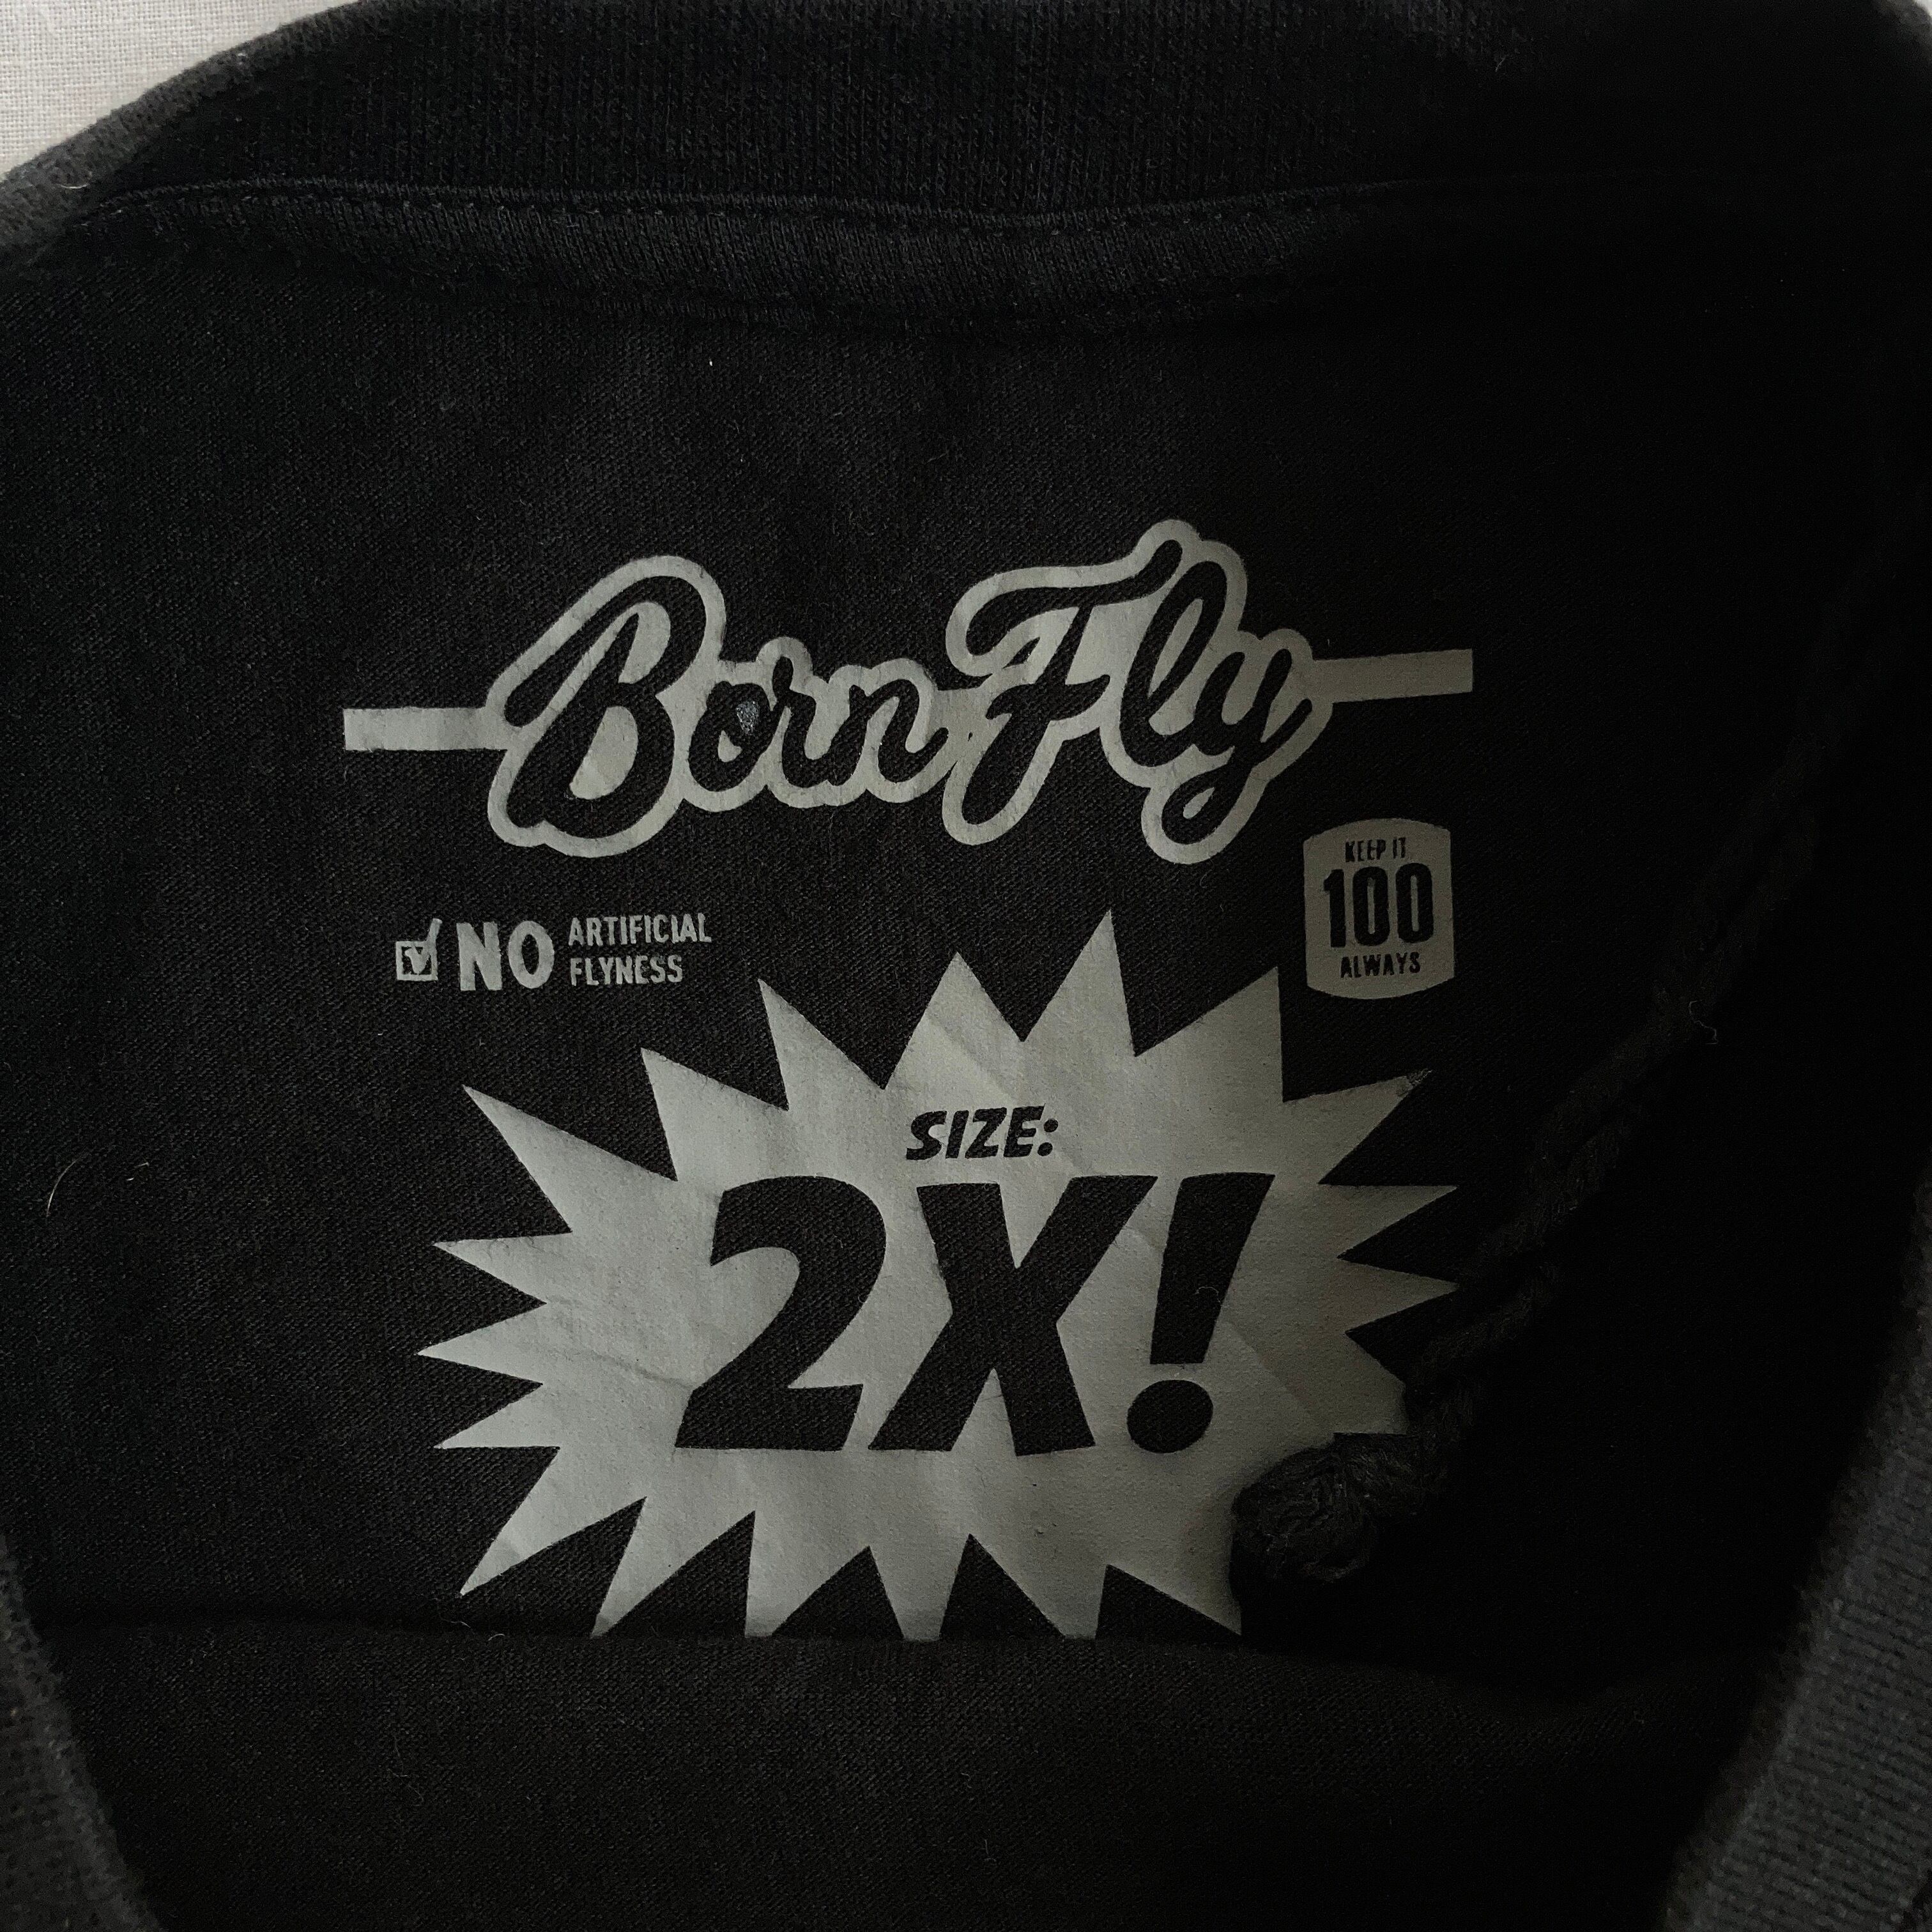 Born Fly
KEEP IT
100
ALWAYS
NO ARTIFICIAL
FLYNESS
SIZE:
2X!